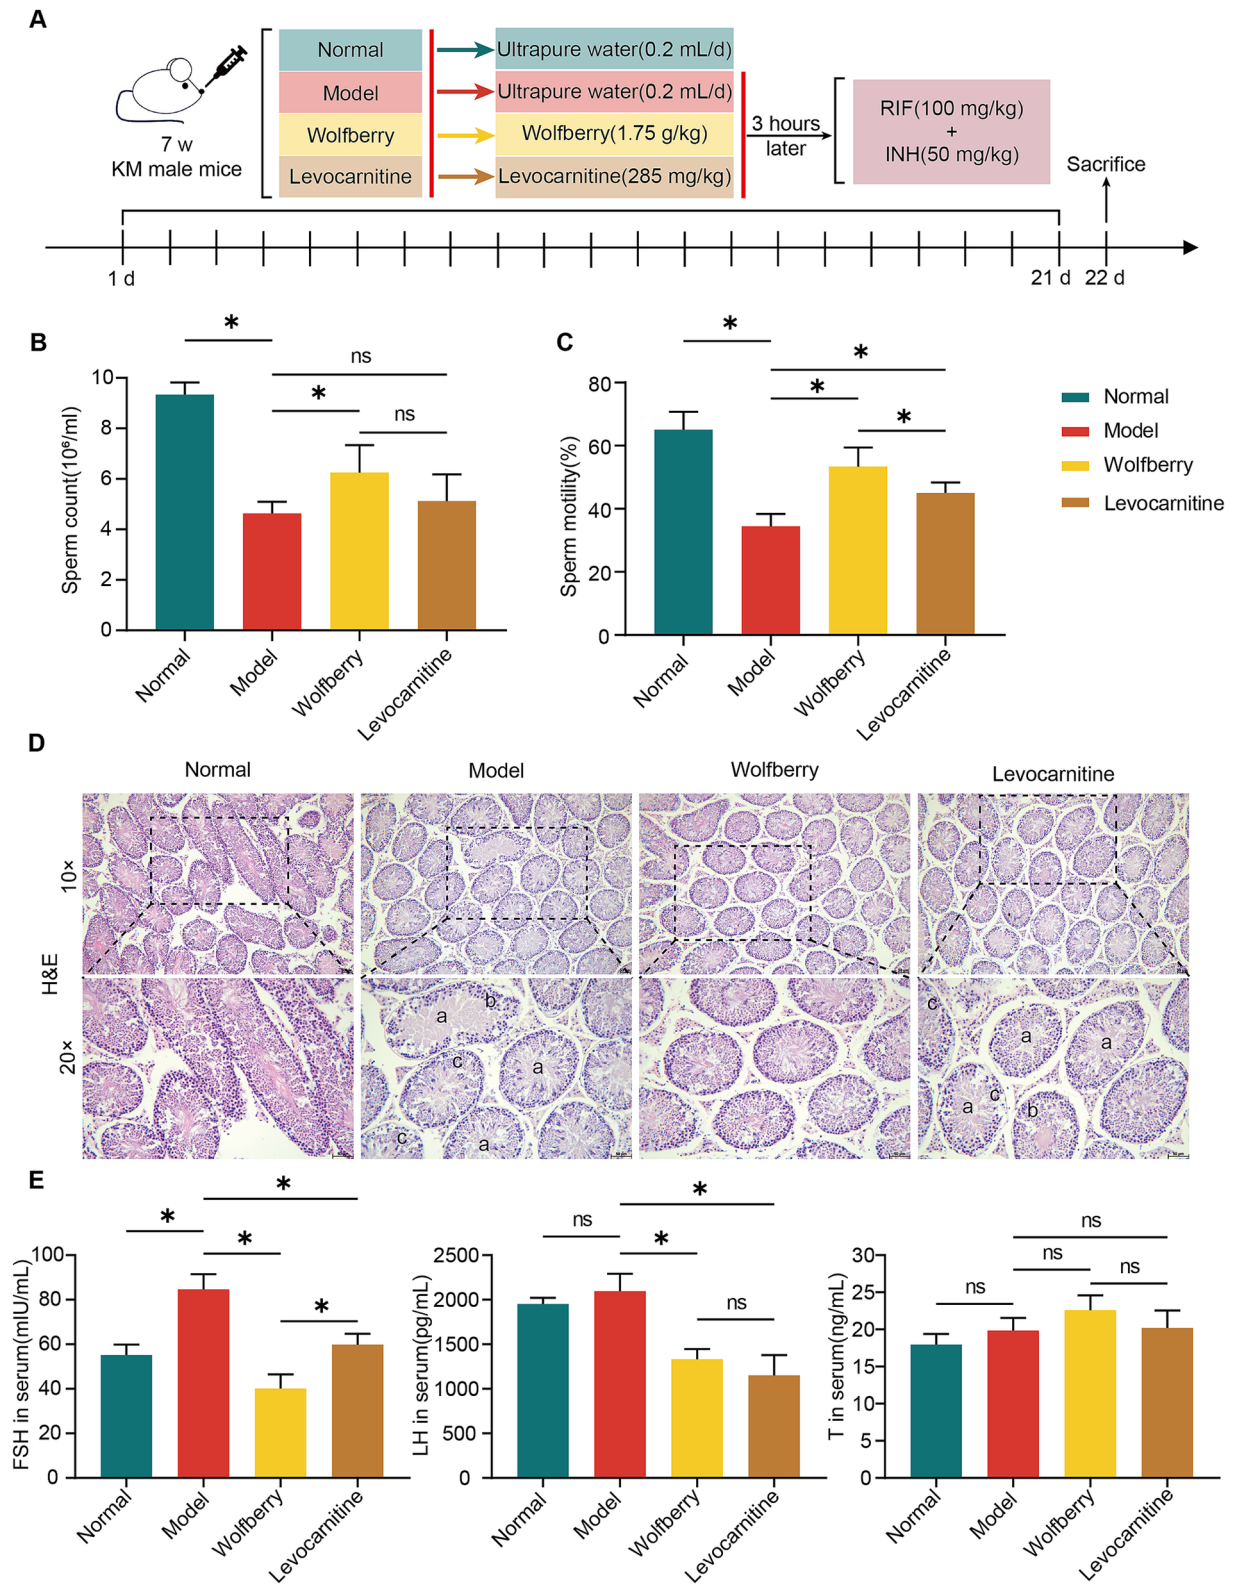 A
Normal
Ultrapure water(0.2 mL/d)
Model
Ultrapure water(0.2 mL/d)
Wolfberry
Wolfberry(1.75 g/kg)
Levocarnitine
Levocarnitine(285 mg/kg)
7 w
KM male mice
3 hours
later
RIF(100 mg/kg)
+
INH(50 mg/kg)
Sacrifice
1 d
21 d
22 d
B
*
ns
*
ns
Sperm count(10⁶/ml)
10
8
6
4
2
0
Normal
Model
Wolfberry
Levocarnitine
C
*
*
*
*
Sperm motility(%)
80
60
40
20
0
Normal
Model
Wolfberry
Levocarnitine
Normal
Model
Wolfberry
Levocarnitine
D
Normal
Model
Wolfberry
Levocarnitine
H&E
10×
20×
a
b
c
a
c
a
c
a
a
a
c
b
E
*
*
*
*
FSH in serum(mIU/mL)
100
80
60
40
20
0
Normal
Model
Wolfberry
Levocarnitine
*
ns
*
ns
LH in serum(pg/mL)
2500
2000
1500
1000
500
0
Normal
Model
Wolfberry
Levocarnitine
ns
ns
ns
ns
T in serum(ng/mL)
30
25
20
15
10
5
0
Normal
Model
Wolfberry
Levocarnitine